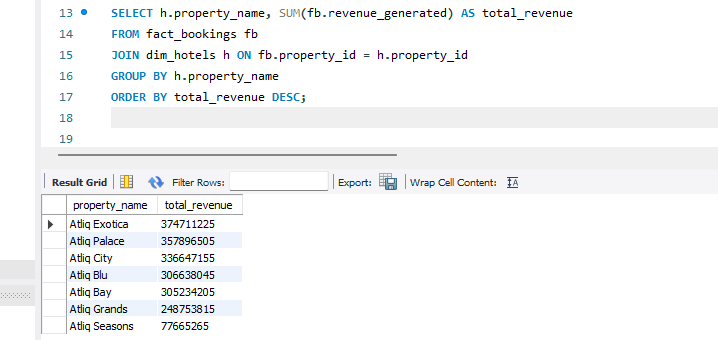 13 SELECT h.property_name, SUM(fb.revenue_generated) AS total_revenue
14 FROM fact_bookings fb
15 JOIN dim_hotels h ON fb.property_id = h.property_id
16 GROUP BY h.property_name
17 ORDER BY total_revenue DESC;
18
19
Result Grid Filter Rows: Export: Wrap Cell Content: IA
property_name total_revenue
Atliq Exotica 374711225
Atliq Palace 357896505
Atliq City 336647155
Atliq Blu 306638045
Atliq Bay 305234205
Atliq Grands 248753815
Atliq Seasons 77665265